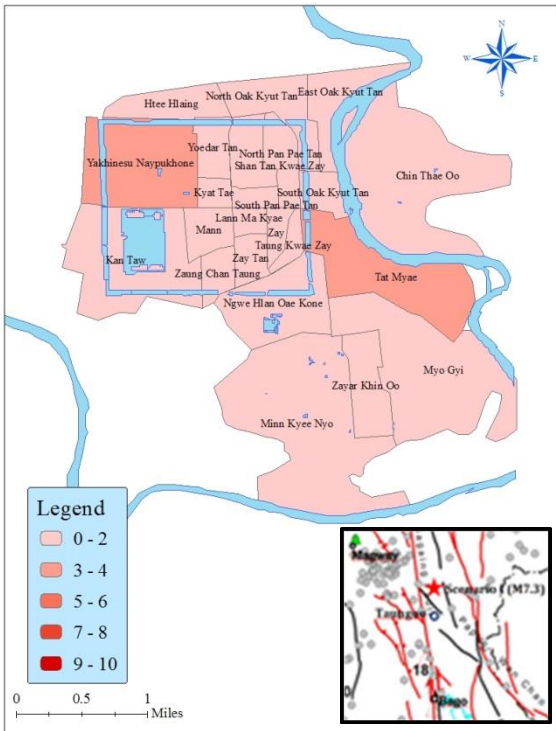 N
W
E
S
Htee Hlaing
North Oak Kyut Tan
East Oak Kyut Tan
Yoedar Tan
Yakhinesu Naypukhone
North Pan Pae Tan
Shan Tan Kwae Zay
Chin Thae Oo
Kyat Tae
South Oak Kyut Tan
South Pan Pae Tan
Lann Ma Kyae
Mann
Zay
Taung Kwae Zay
Kan Taw
Zay Tan
Zaung Chan Taung
Tat Myae
Ngwe Hlan Oae Kone
Myo Gyi
Zayar Khin Oo
Minn Kyee Nyo
Legend
0 - 2
3 - 4
5 - 6
7 - 8
9 - 10
0
0.5
1
Miles
Magway
Scenario I (M7.3)
Taungoo
18
Bago